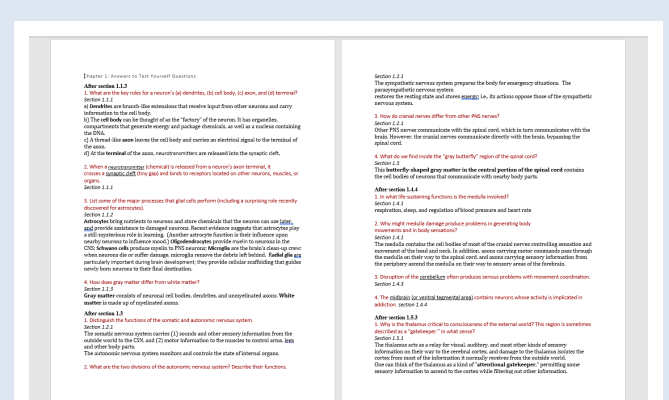 Chapter 1: Answers to Test Yourself Questions
After section 1.1.3
1. What are the key roles for a neuron's (a) dendrites, (b) cell body, (c) axon, and (d) terminal?
Section 1.1.1
a) Dendrites are branch-like extensions that receive input from other neurons and carry
information to the cell body.
b) The cell body can be thought of as the "factory" of the neuron. It has organelles,
compartments that generate energy and package chemicals, as well as a nucleus containing
the DNA.
c) A thread-like axon leaves the cell body and carries an electrical signal to the terminal of
the axon.
d) At the terminal of the axon, neurotransmitters are released into the synaptic cleft.
2. When a neurotransmitter (chemical) is released from a neuron's axon terminal, it
crosses a synaptic cleft (tiny gap) and binds to receptors located on other neurons, muscles, or
organs.
Section 1.1.1
3. List some of the major processes that glial cells perform (including a surprising role recently
discovered for astrocytes).
Section 1.1.2
Astrocytes bring nutrients to neurons and store chemicals that the neuron can use later,
and provide assistance to damaged neurons. Recent evidence suggests that astrocytes play
a still-mysterious role in learning. (Another astrocyte function is their influence upon
nearby neurons to influence mood.) Oligodendrocytes provide myelin to neurons in the
CNS; Schwann cells produce myelin to PNS neurons; Microglia are the brain's clean-up crew;
when neurons die or suffer damage, microglia remove the debris left behind. Radial glia are
particularly important during brain development; they provide cellular scaffolding that guides
newly born neurons to their final destination.
4. How does gray matter differ from white matter?
Section 1.1.3
Gray matter consists of neuronal cell bodies, dendrites, and unmyelinated axons. White
matter is made up of myelinated axons.
After section 1.3
1. Distinguish the functions of the somatic and autonomic nervous system.
Section 1.2.1
The somatic nervous system carries (1) sounds and other sensory information from the
outside world to the CSN, and (2) motor information to the muscles to control arms, legs
and other body parts.
The autonomic nervous system monitors and controls the state of internal organs.
2. What are the two divisions of the autonomic nervous system? Describe their functions.
Section 1.2.1
The sympathetic nervous system prepares the body for emergency situations. The
parasympathetic nervous system
restores the resting state and stores energy; i.e., its actions oppose those of the sympathetic
nervous system.
3. How do cranial nerves differ from other PNS nerves?
Section 1.2.1
Other PNS nerves communicate with the spinal cord, which in turn communicates with the
brain. However, the cranial nerves communicate directly with the brain, bypassing the
spinal cord.
4. What do we find inside the "gray butterfly" region of the spinal cord?
Section 1.3
This butterfly-shaped gray matter in the central portion of the spinal cord contains
the cell bodies of neurons that communicate with nearby body parts.
After section 1.4.4
1. In what life-sustaining functions is the medulla involved?
Section 1.4.1
respiration, sleep, and regulation of blood pressure and heart rate
2. Why might medulla damage produce problems in generating body
movements and in body sensations?
Section 1.4.1
The medulla contains the cell bodies of most of the cranial nerves controlling sensation and
movement of the head and neck. In addition, axons carrying motor commands pass through
the medulla on their way to the spinal cord, and axons carrying sensory information from
the periphery ascend the medulla on their way to sensory areas of the forebrain.
3. Disruption of the cerebellum often produces serious problems with movement coordination.
Section 1.4.3
4. The midbrain (or ventral tegmental area) contains neurons whose activity is implicated in
addiction. section 1.4.4
After section 1.5.3
1. Why is the thalamus critical to consciousness of the external world? This region is sometimes
described as a "gatekeeper." In what sense?
Section 1.5.1
The thalamus acts as a relay for visual, auditory, and most other kinds of sensory
information on their way to the cerebral cortex, and damage to the thalamus isolates the
cortex from most of the information it normally receives from the outside world.
One can think of the thalamus as a kind of "attentional gatekeeper," permitting some
sensory information to ascend to the cortex while filtering out other information.